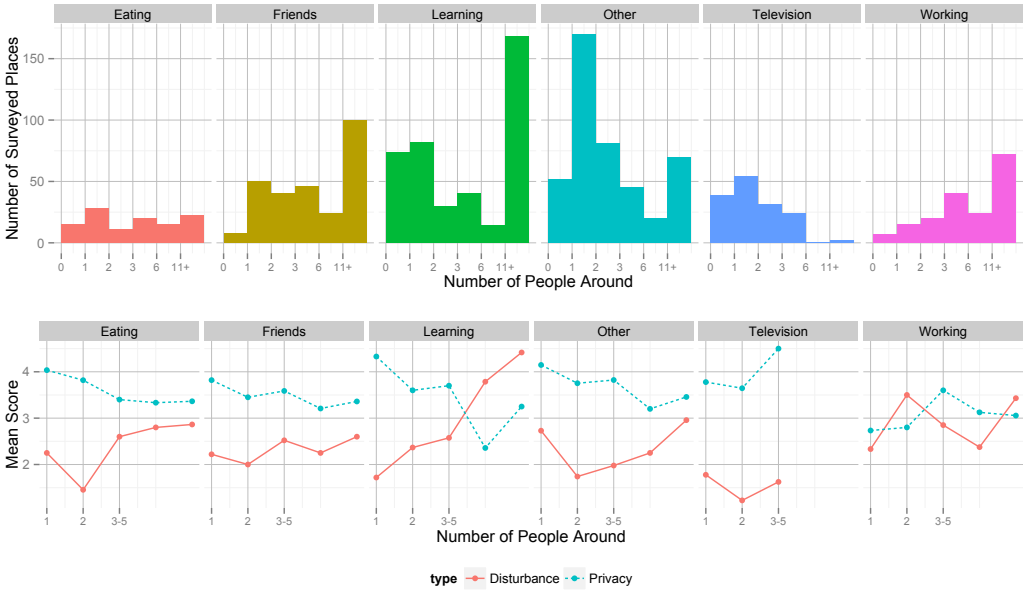 Eating Friends Learning Other Television Working
Number of Surveyed Places
150
100
50
0
0 1 2 3 6 11+ 0 1 2 3 6 11+ 0 1 2 3 6 11+ 0 1 2 3 6 11+ 0 1 2 3 6 11+ 0 1 2 3 6 11+
Number of People Around
Eating Friends Learning Other Television Working
Mean Score
4
3
2
1 2 3-5 1 2 3-5 1 2 3-5 1 2 3-5 1 2 3-5 1 2 3-5
Number of People Around
type Disturbance Privacy